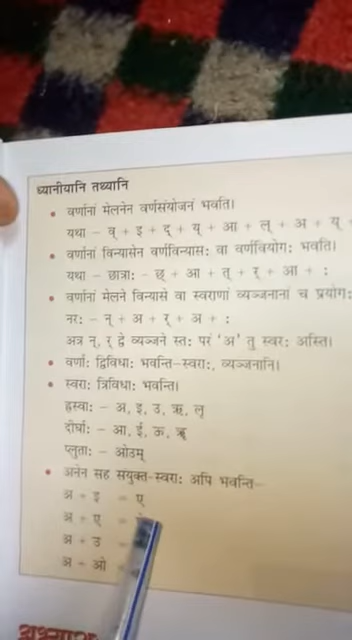 ध्यानीयानि तथ्यानि
• वर्णानां मेलनेन वर्णसंयोजनं भवति।
यथा - व् + इ + द् + य् + आ + ल् + अ + य् +
• वर्णानां विन्यासेन वर्णविन्यासः वा वर्णवियोगः भवति।
यथा - छात्राः - छ् + आ + त् + र् + आ + :
• वर्णानां मेलने विन्यासे वा स्वराणां व्यञ्जनानां च प्रयोगः
नरः - न् + अ + र् + अ + :
अत्र न्, र् द्वे व्यञ्जने स्तः परं 'अ' तु स्वरः अस्ति।
• वर्णाः द्विविधाः भवन्ति-स्वराः, व्यञ्जनानि।
• स्वराः त्रिविधाः भवन्ति।
ह्रस्वाः - अ, इ, उ, ऋ, लृ
दीर्घाः - आ, ई, ऊ, ॠ
प्लुताः - ओउम्
• अनेन सह संयुक्त-स्वराः अपि भवन्ति-
अ + इ = ए
अ + ए =
अ + उ =
अ + ओ